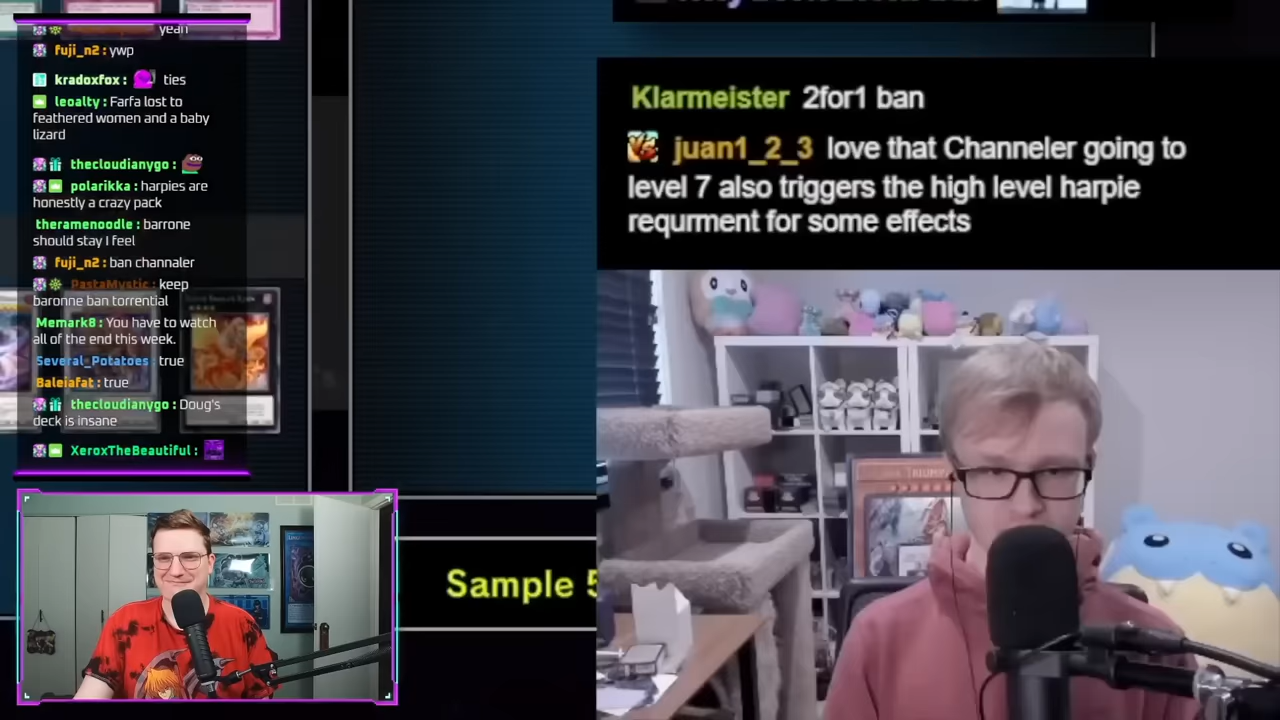 yeah
fuji_n2 : ywp
kradoxfox : ties
leoalty : Farfa lost to
feathered women and a baby
lizard
thecloudianygo :
polarikka : harpies are
honestly a crazy pack
theramenoodle : barrone
should stay I feel
fuji_n2 : ban channaler
PastaMystic : keep
baronne ban torrential
Memark8 : You have to watch
all of the end this week.
Several_Potatoes : true
Baleiafat : true
thecloudianygo : Doug's
deck is insane
XeroxTheBeautiful :
Sample 5
Klarmeister 2for1 ban
juan1_2_3 love that Channeler going to
level 7 also triggers the high level harpie
requrment for some effects